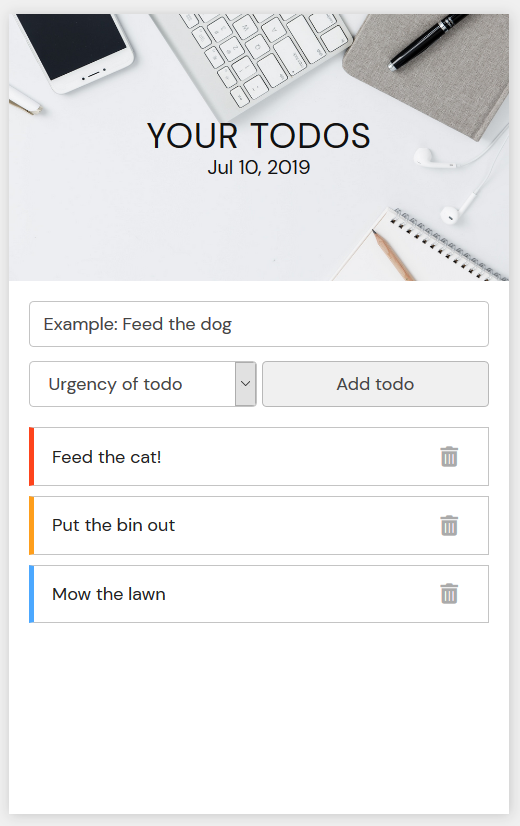 YOUR TODOS
Jul 10, 2019
Example: Feed the dog
Urgency of todo
Add todo
Feed the cat!
Put the bin out
Mow the lawn